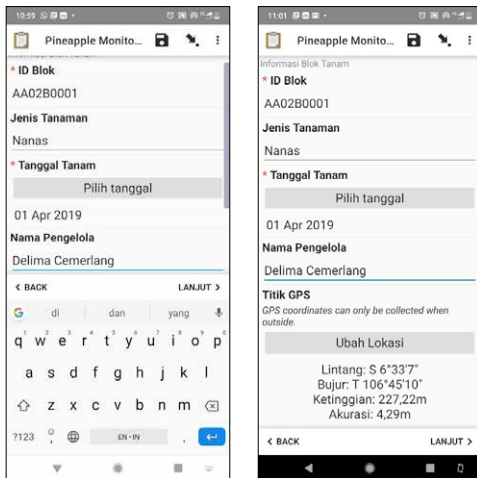 10:59
Pineapple Monito...
Informasi Blok Tanam
* ID Blok
AA02B0001
Jenis Tanaman
Nanas
* Tanggal Tanam
Pilih tanggal
01 Apr 2019
Nama Pengelola
Delima Cemerlang
< BACK
LANJUT >
G di dan yang
q w e r t y u i o p
a s d f g h j k l
z x c v b n m
?123 , EN • IN .
11:01
Pineapple Monito...
Informasi Blok Tanam
* ID Blok
AA02B0001
Jenis Tanaman
Nanas
* Tanggal Tanam
Pilih tanggal
01 Apr 2019
Nama Pengelola
Delima Cemerlang
Titik GPS
GPS coordinates can only be collected when
outside.
Ubah Lokasi
Lintang: S 6°33'7"
Bujur: T 106°45'10"
Ketinggian: 227,22m
Akurasi: 4,29m
< BACK
LANJUT >